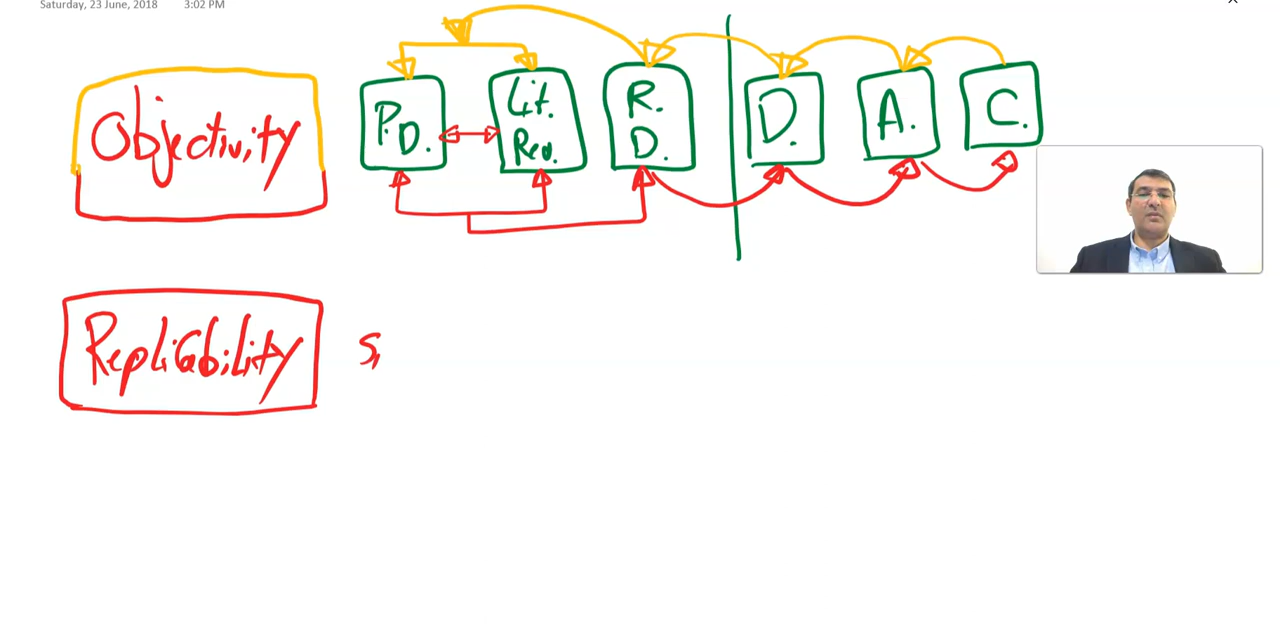 Saturday, 23 June, 2018 3:02 PM
Objectivity
P.D.
Lit.
Rev.
R.
D.
D.
A.
C.
Replicability
S